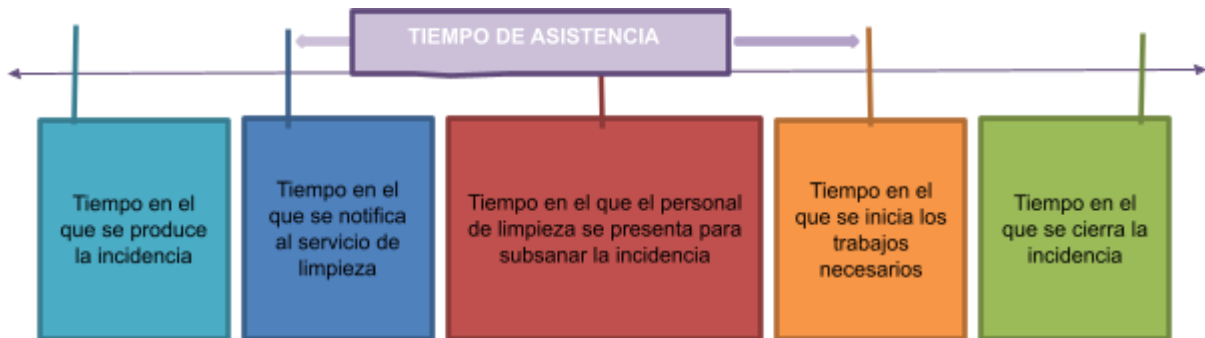 TIEMPO DE ASISTENCIA
Tiempo en el
que se produce
la incidencia
Tiempo en el
que se notifica
al servicio de
limpieza
Tiempo en el que el personal
de limpieza se presenta para
subsanar la incidencia
Tiempo en el
que se inicia los
trabajos
necesarios
Tiempo en el
que se cierra la
incidencia